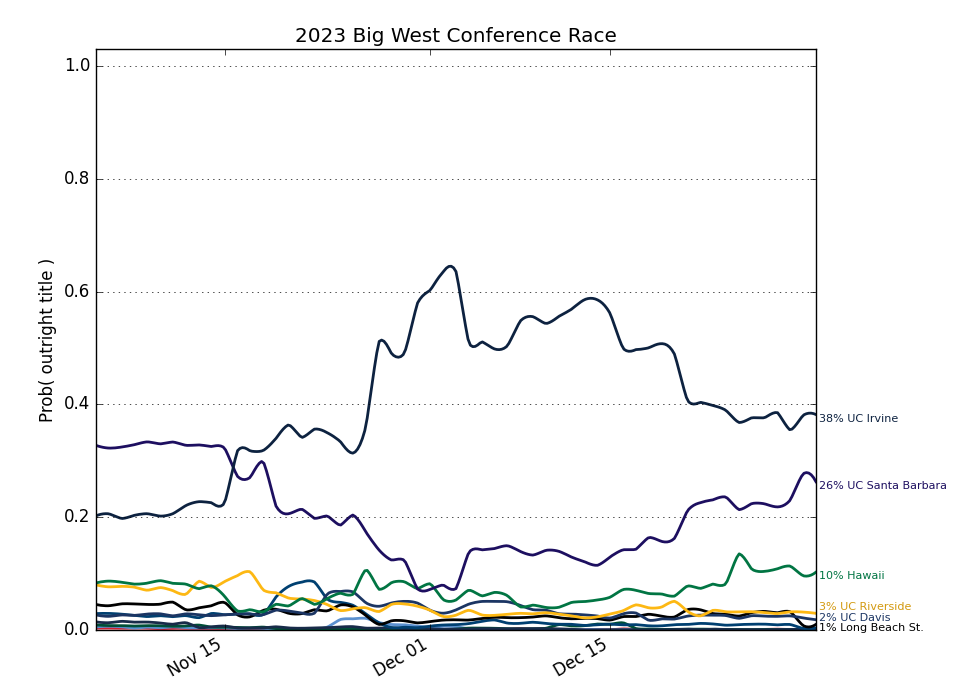 2023 Big West Conference Race
Prob( outright title )
1.0
0.8
0.6
0.4
0.2
0.0
Nov 15
Dec 01
Dec 15
38% UC Irvine
26% UC Santa Barbara
10% Hawaii
3% UC Riverside
2% UC Davis
1% Long Beach St.